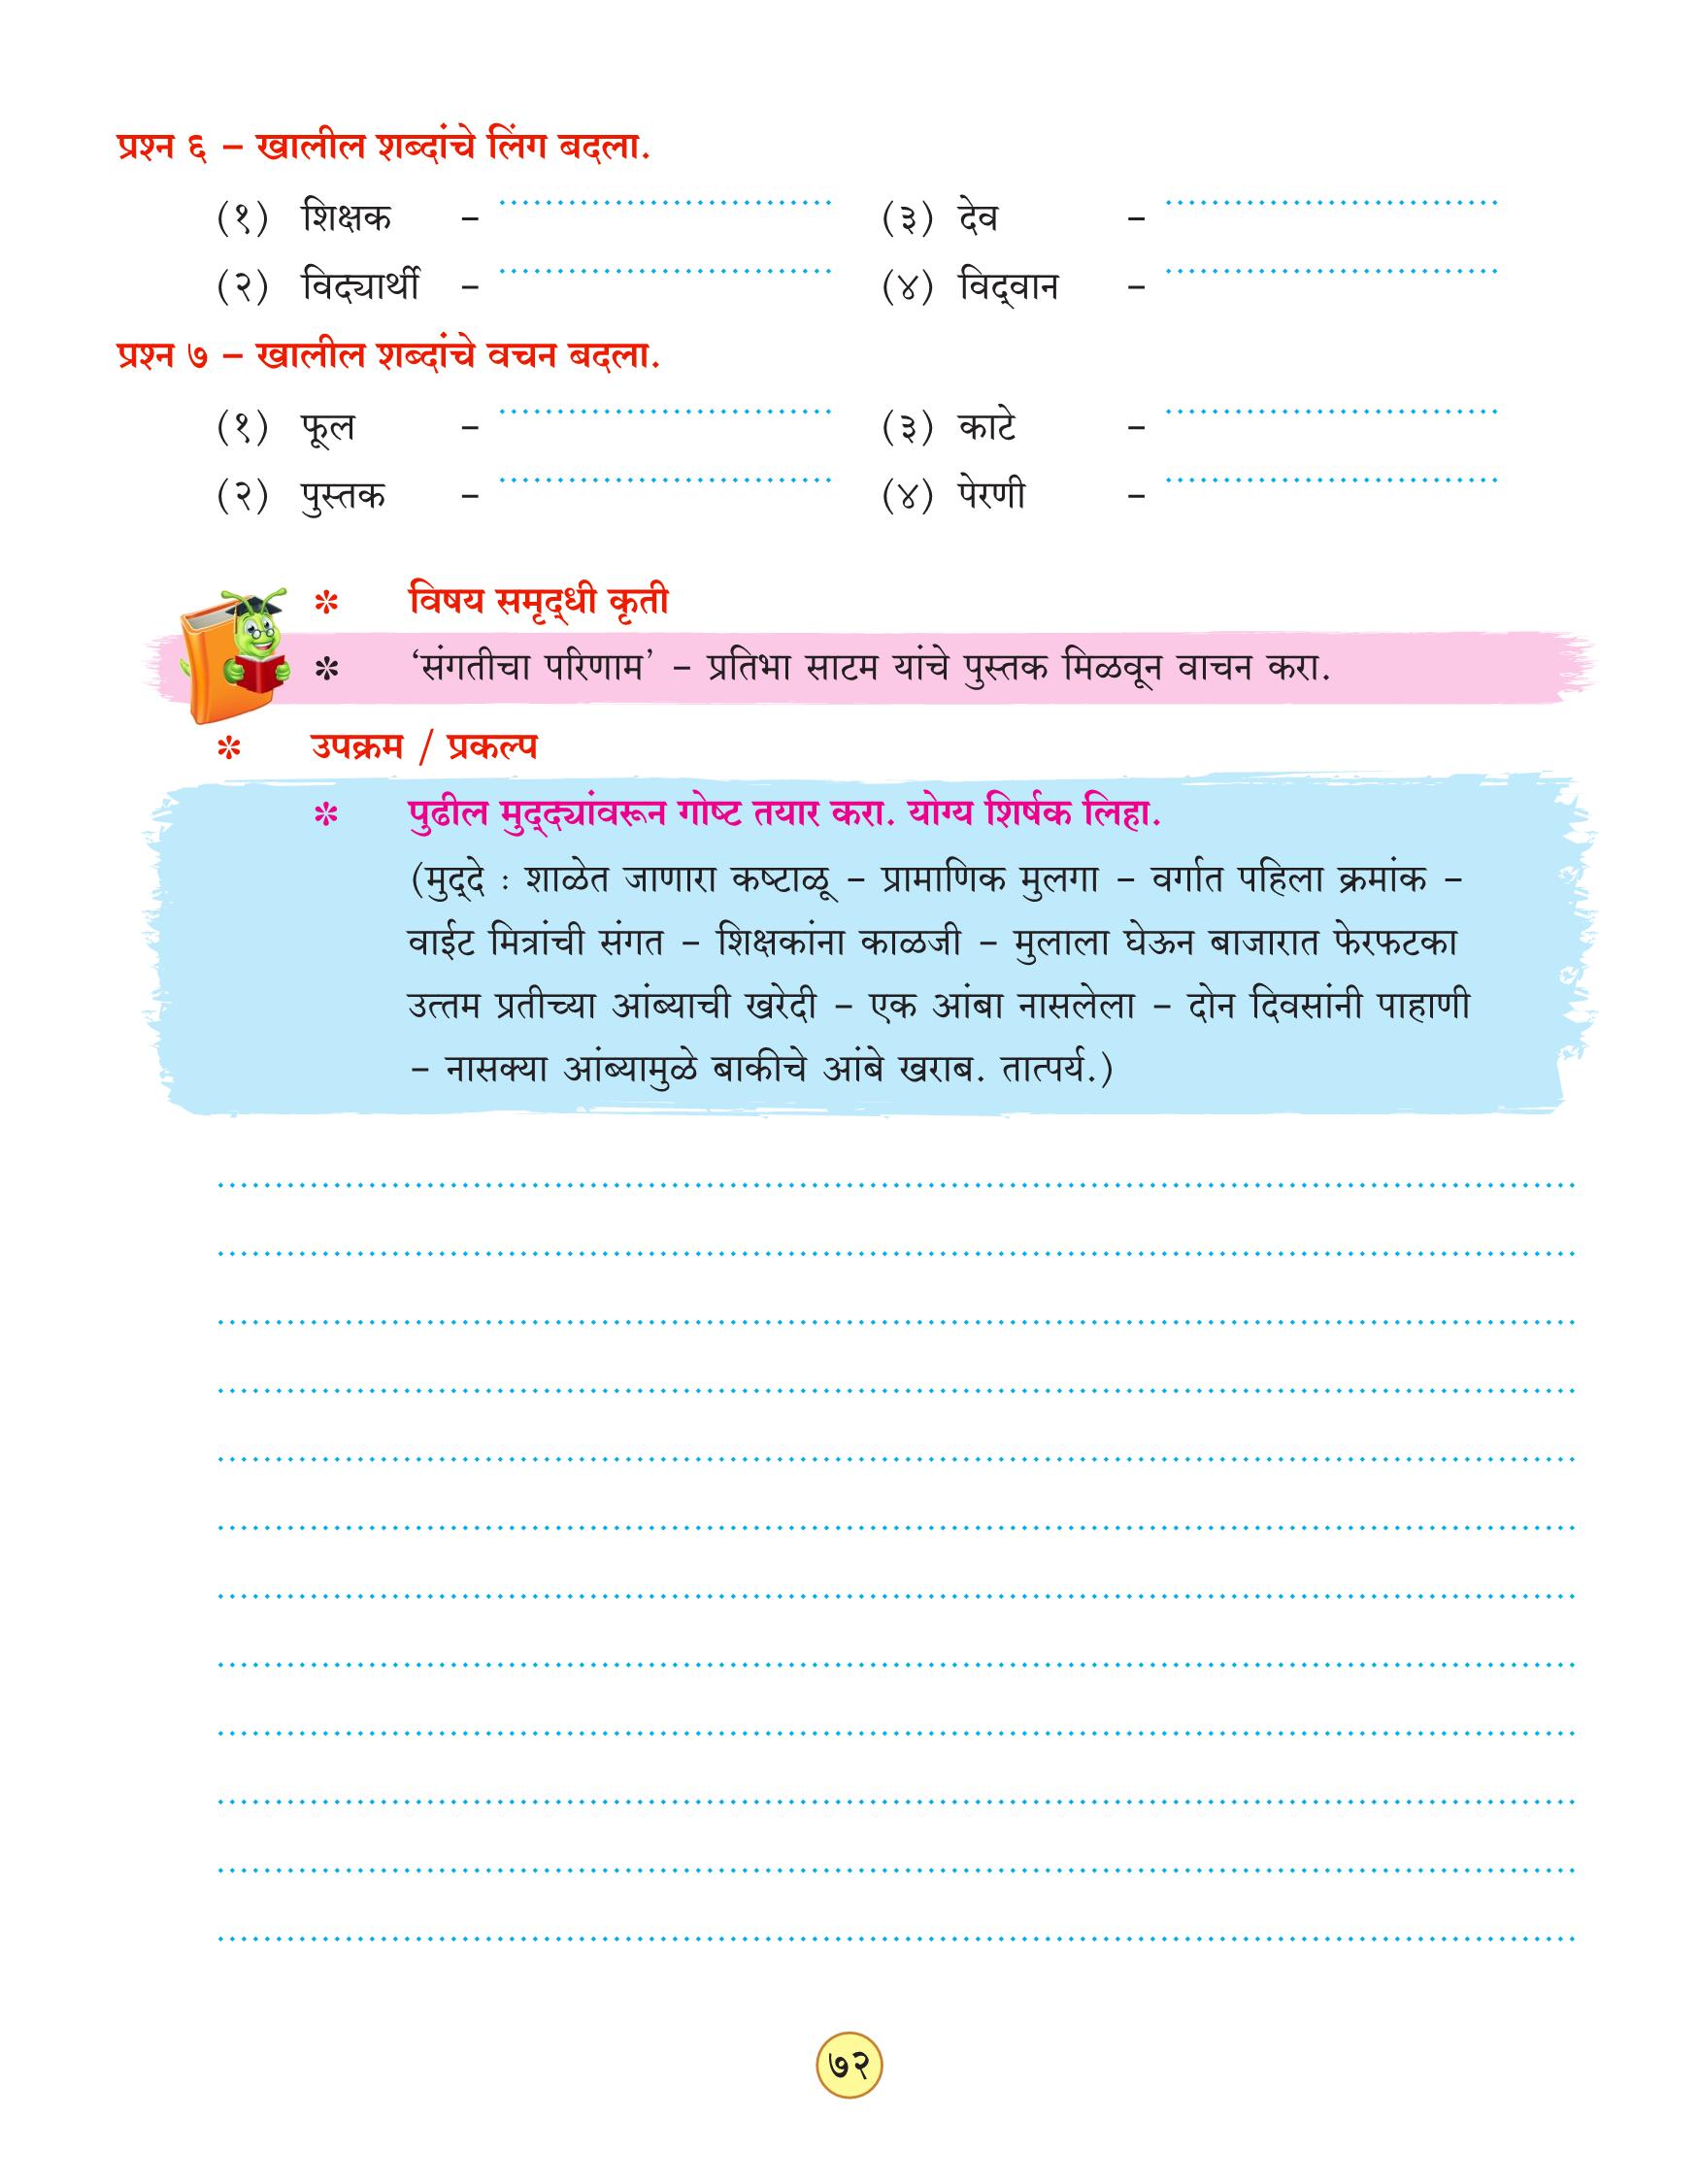 प्रश्न ६ – खालील शब्दांचे लिंग बदला.
(१) शिक्षक – (३) देव –
(२) विद्यार्थी – (४) विद्‌वान –
प्रश्न ७ – खालील शब्दांचे वचन बदला.
(१) फूल – (३) काटे –
(२) पुस्तक – (४) पेरणी –
* विषय समृद्‌धी कृती
* ‘संगतीचा परिणाम’ – प्रतिभा साटम यांचे पुस्तक मिळवून वाचन करा.
* उपक्रम / प्रकल्प
* पुढील मुद्‌द्यांवरून गोष्ट तयार करा. योग्य शिर्षक लिहा.
(मुद्‌दे : शाळेत जाणारा कष्टाळू – प्रामाणिक मुलगा – वर्गात पहिला क्रमांक –
वाईट मित्रांची संगत – शिक्षकांना काळजी – मुलाला घेऊन बाजारात फेरफटका
उत्तम प्रतीच्या आंब्याची खरेदी – एक आंबा नासलेला – दोन दिवसांनी पाहाणी
– नासक्या आंब्यामुळे बाकीचे आंबे खराब. तात्पर्य.)
७२